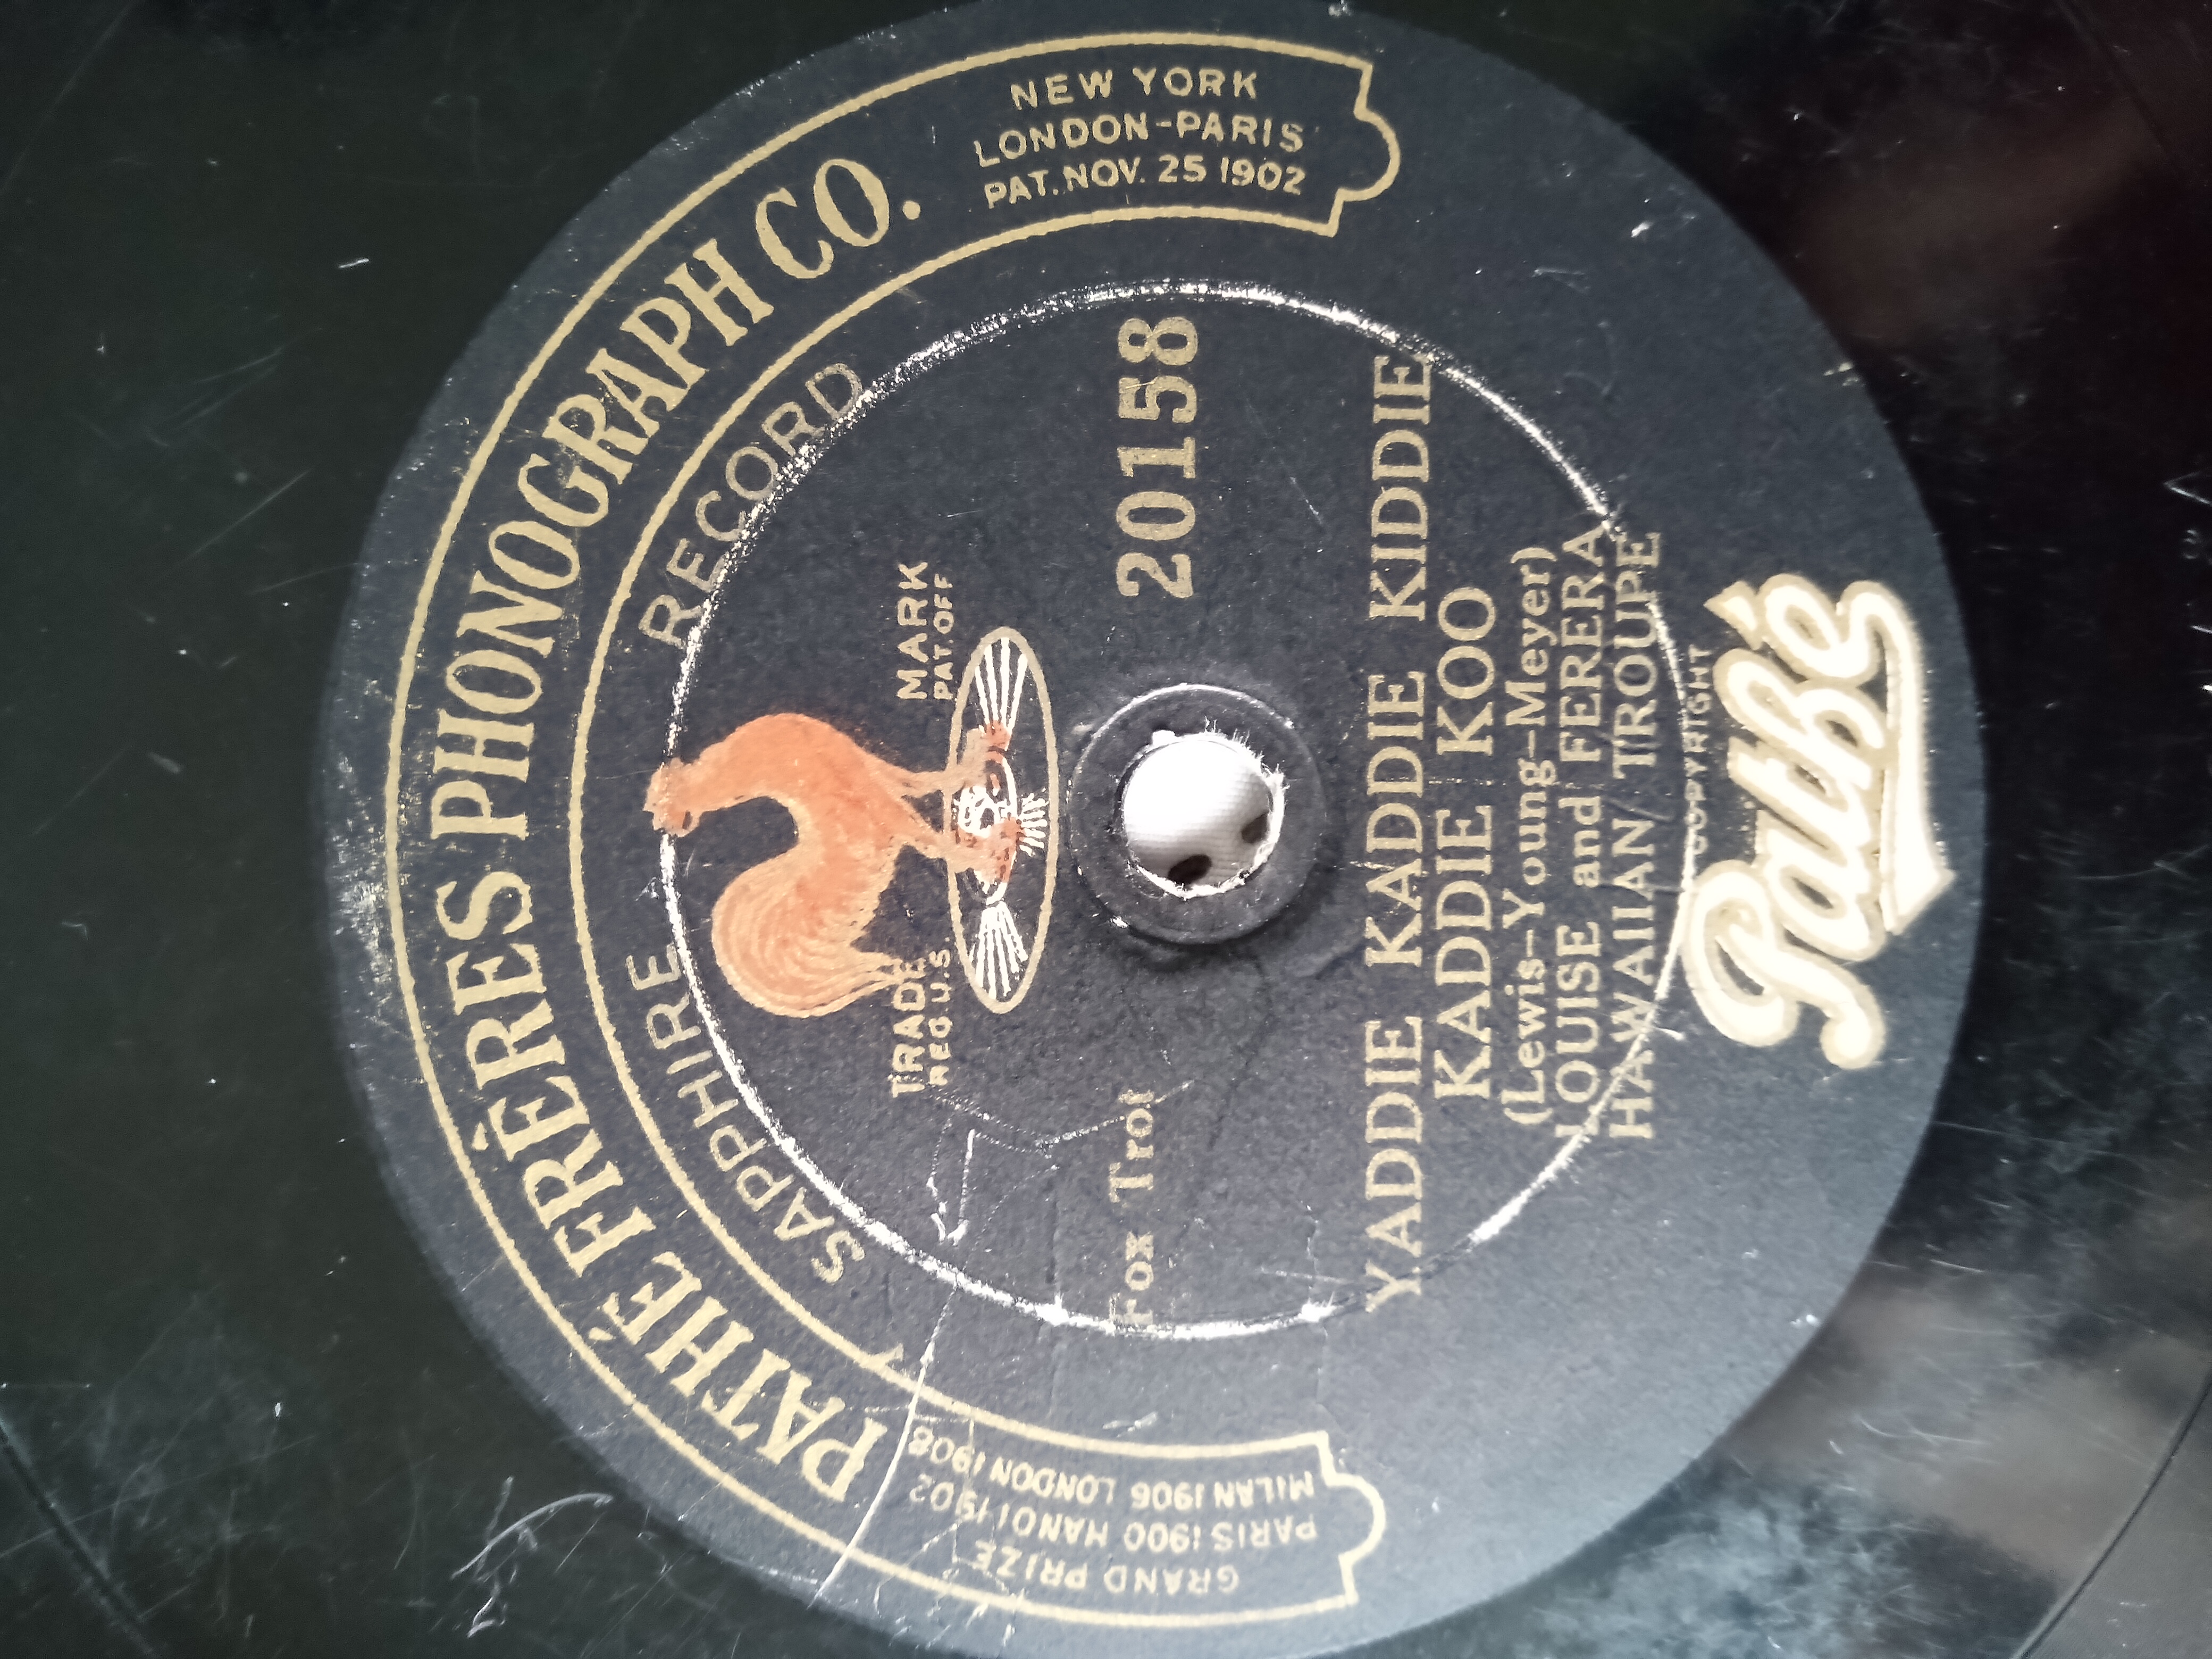 PATHÉ FRÈRES PHONOGRAPH CO.
NEW YORK
LONDON-PARIS
PAT. NOV. 25 1902
GRAND PRIZE
PARIS 1900 HANOI 1902
MILAN 1906 LONDON 1908
SAPPHIRE RECORD
TRADE MARK
REG. U.S. PAT. OFF
Fox Trot 20158
YADDIE KADDIE KIDDIE
KADDIE KOO
(Lewis-Young-Meyer)
LOUISE and FERERA
HAWAIIAN TROUPE
COPYRIGHT
Pathé